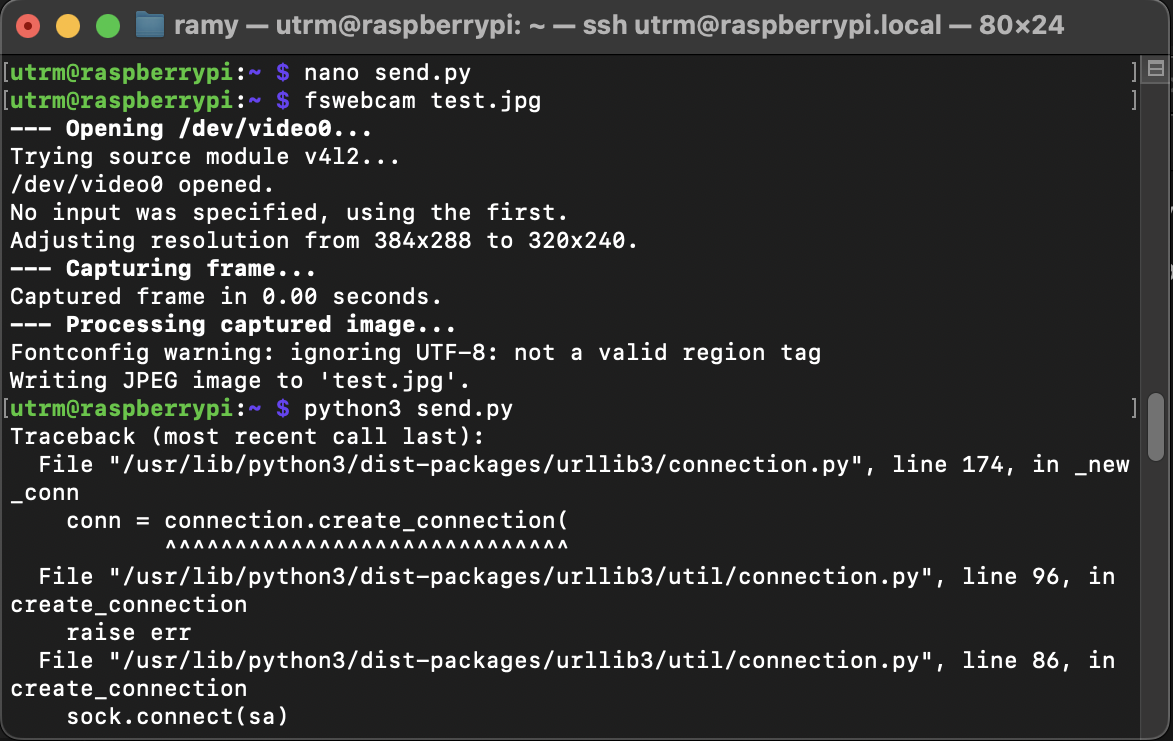 ramy — utrm@raspberrypi: ~ — ssh utrm@raspberrypi.local — 80×24
[utrm@raspberrypi:~ $ nano send.py ]
[utrm@raspberrypi:~ $ fswebcam test.jpg ]
--- Opening /dev/video0...
Trying source module v4l2...
/dev/video0 opened.
No input was specified, using the first.
Adjusting resolution from 384x288 to 320x240.
--- Capturing frame...
Captured frame in 0.00 seconds.
--- Processing captured image...
Fontconfig warning: ignoring UTF-8: not a valid region tag
Writing JPEG image to 'test.jpg'.
[utrm@raspberrypi:~ $ python3 send.py ]
Traceback (most recent call last):
  File "/usr/lib/python3/dist-packages/urllib3/connection.py", line 174, in _new
_conn
    conn = connection.create_connection(
           ^^^^^^^^^^^^^^^^^^^^^^^^^^^^^
  File "/usr/lib/python3/dist-packages/urllib3/util/connection.py", line 96, in
create_connection
    raise err
  File "/usr/lib/python3/dist-packages/urllib3/util/connection.py", line 86, in
create_connection
    sock.connect(sa)